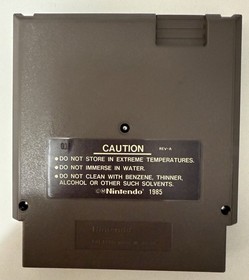 CAUTION
REV-A
• DO NOT STORE IN EXTREME TEMPERATURES.
• DO NOT IMMERSE IN WATER.
• DO NOT CLEAN WITH BENZENE, THINNER,
ALCOHOL OR OTHER SUCH SOLVENTS.
©®Nintendo 1985
Nintendo